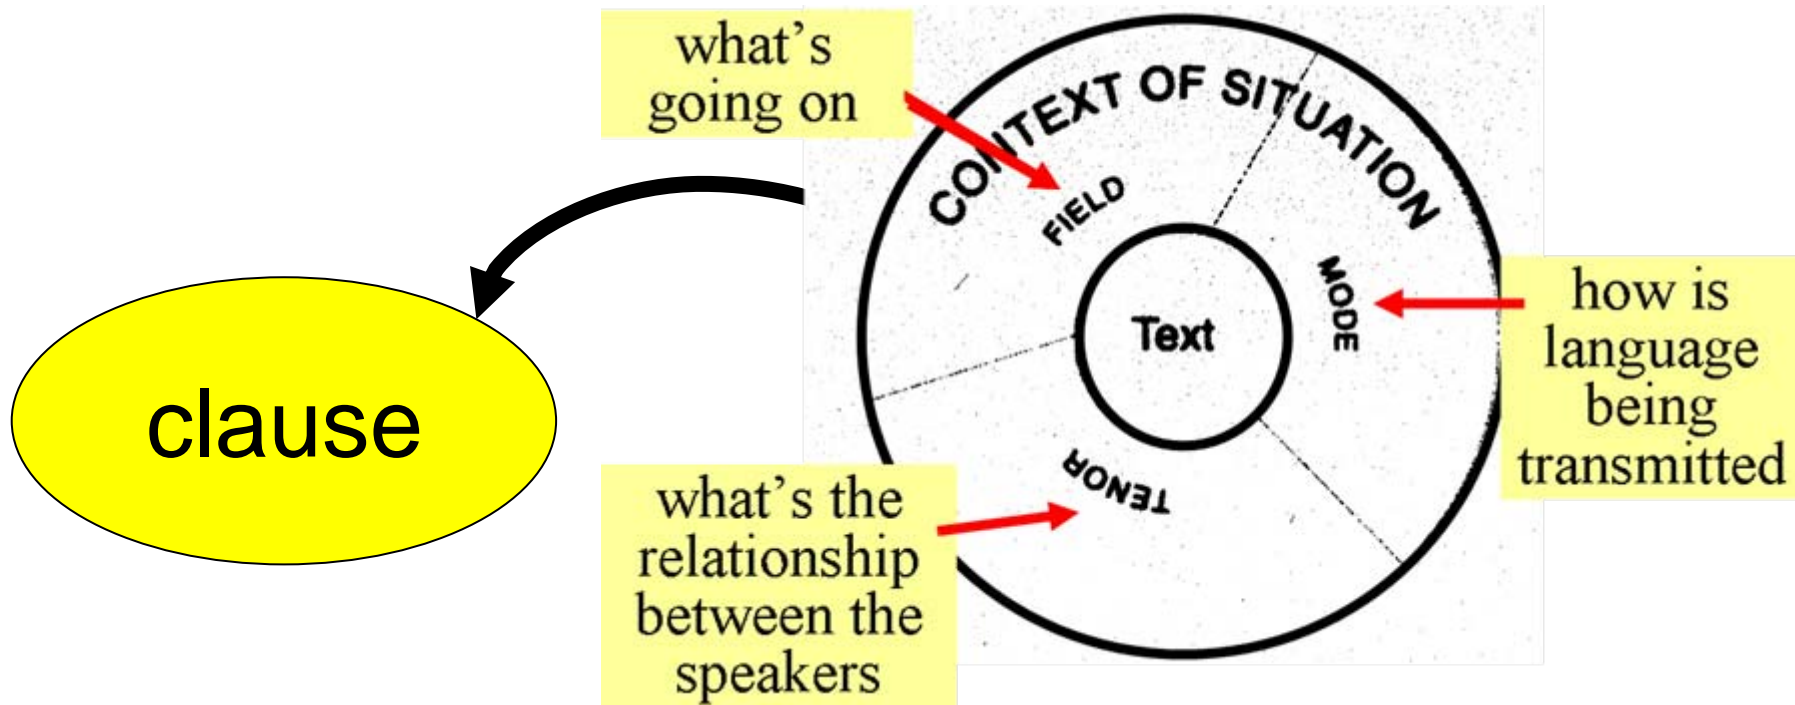 what's
going on
CONTEXT OF SITUATION
FIELD
MODE
Text
how is
language
being
transmitted
clause
TENOR
what's the
relationship
between the
speakers